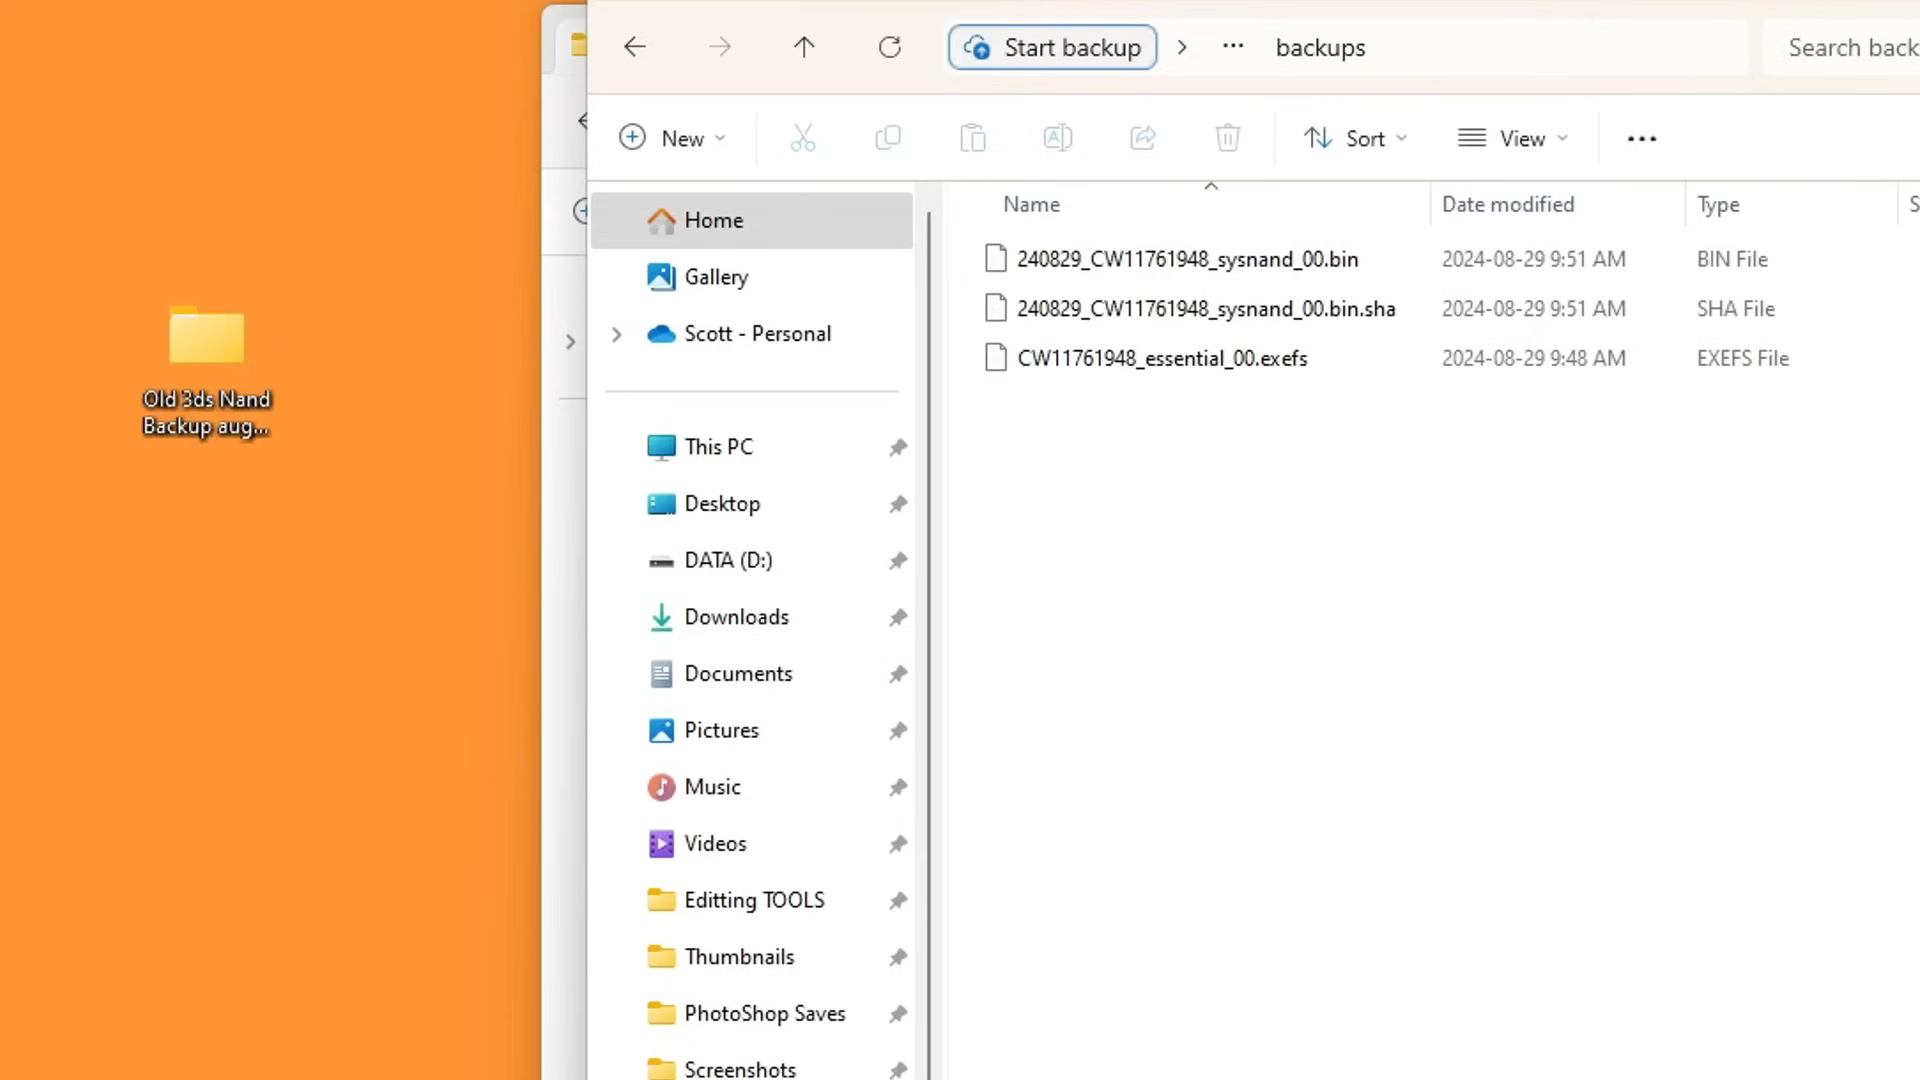 Start backup
backups
Search back
New
Sort
View
Name
Date modified
Type
S
Home
Gallery
Scott - Personal
This PC
Desktop
DATA (D:)
Downloads
Documents
Pictures
Music
Videos
Editting TOOLS
Thumbnails
PhotoShop Saves
Screenshots
240829_CW11761948_sysnand_00.bin 2024-08-29 9:51 AM BIN File
240829_CW11761948_sysnand_00.bin.sha 2024-08-29 9:51 AM SHA File
CW11761948_essential_00.exefs 2024-08-29 9:48 AM EXEFS File
Old 3ds Nand
Backup aug...